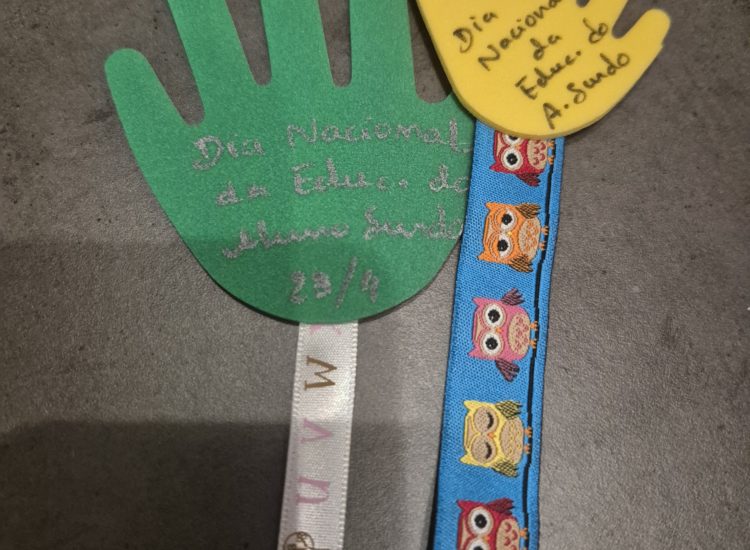 Dia Nacional
da Educ. do
Aluno Surdo
23/4
Dia
Nacional
da
Educ. do
A. Surdo
W
V
U